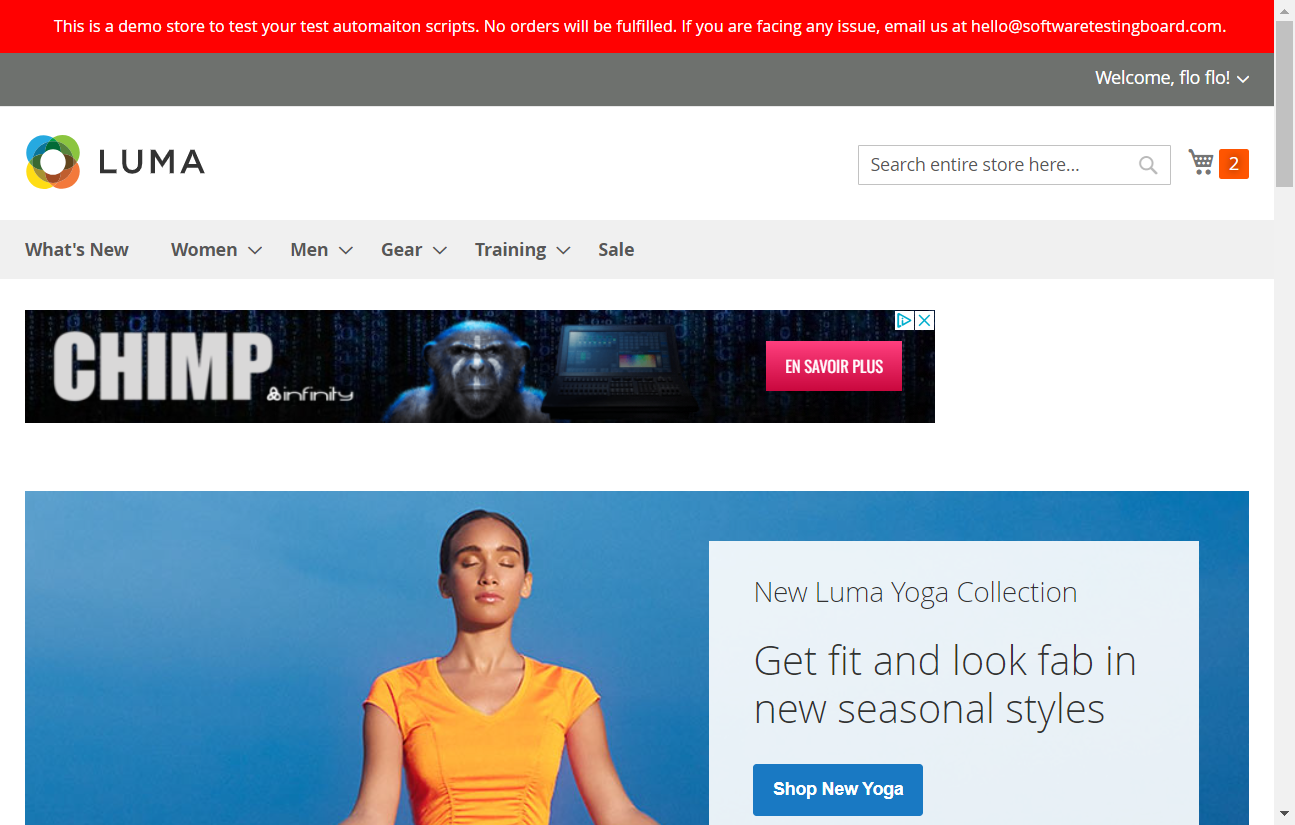 This is a demo store to test your test automaiton scripts. No orders will be fulfilled. If you are facing any issue, email us at hello@softwaretestingboard.com.
Welcome, flo flo!
LUMA
Search entire store here...
2
What's New Women Men Gear Training Sale
CHIMP &infinity
EN SAVOIR PLUS
New Luma Yoga Collection
Get fit and look fab in
new seasonal styles
Shop New Yoga